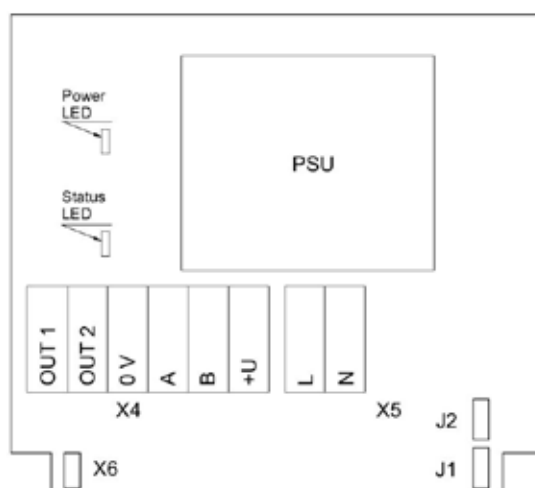 Power
LED
PSU
Status
LED
OUT 1
OUT 2
0 V
A
B
+U
L
N
X4
X5
J2
X6
J1